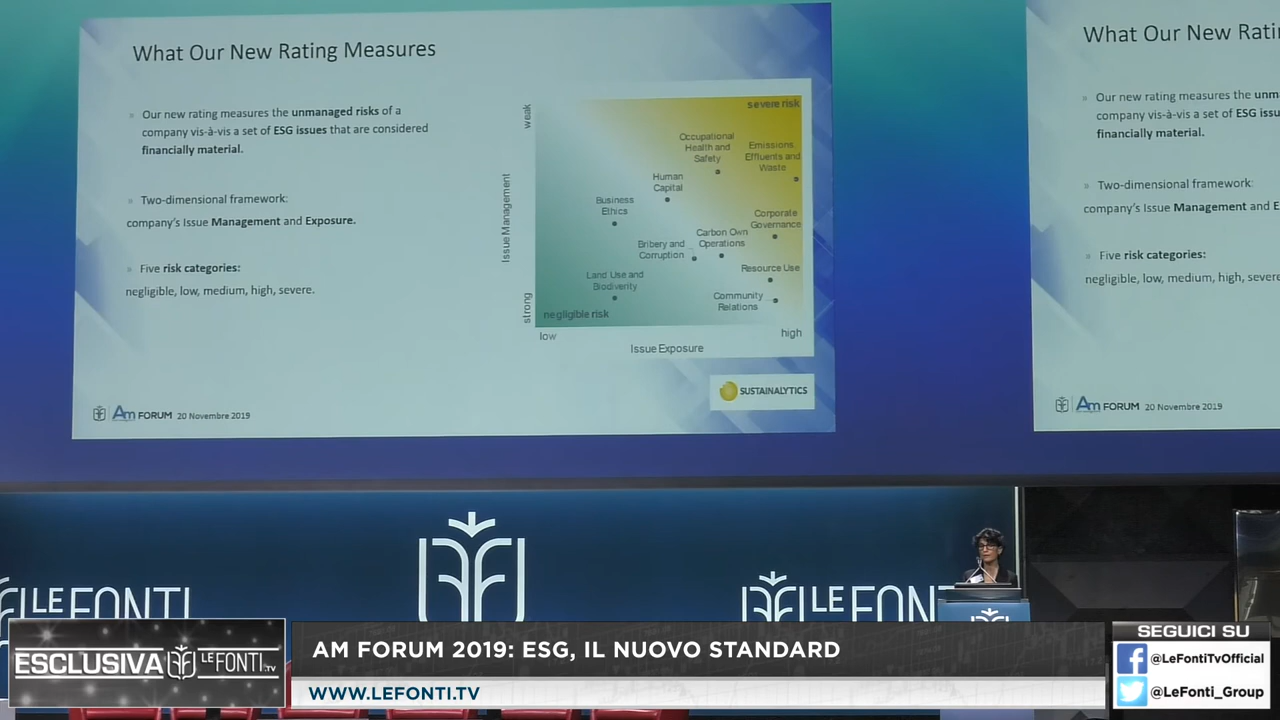 What Our New Rating Measures
» Our new rating measures the unmanaged risks of a
company vis-à-vis a set of ESG issues that are considered
financially material.
» Two-dimensional framework:
company's Issue Management and Exposure.
» Five risk categories:
negligible, low, medium, high, severe.
weak
Issue Management
strong
severe risk
Occupational
Health and
Safety
Emissions
Effluents and
Waste
Human
Capital
Business
Ethics
Corporate
Governance
Carbon Own
Operations
Bribery and
Corruption
Resource Use
Land Use and
Biodiverity
Community
Relations
negligible risk
low
high
Issue Exposure
SUSTAINALYTICS
Am FORUM 20 Novembre 2019
What Our New Rati
» Our new rating measures the unm
company vis-à-vis a set of ESG issu
financially material.
» Two-dimensional framework:
company's Issue Management and E
» Five risk categories:
negligible, low, medium, high, severe
Am FORUM 20 Novembre 2019
LE FONTI
LE FON
ESCLUSIVA LE FONTI.TV
AM FORUM 2019: ESG, IL NUOVO STANDARD
WWW.LEFONTI.TV
SEGUICI SU
@LeFontiTvOfficial
@LeFonti_Group